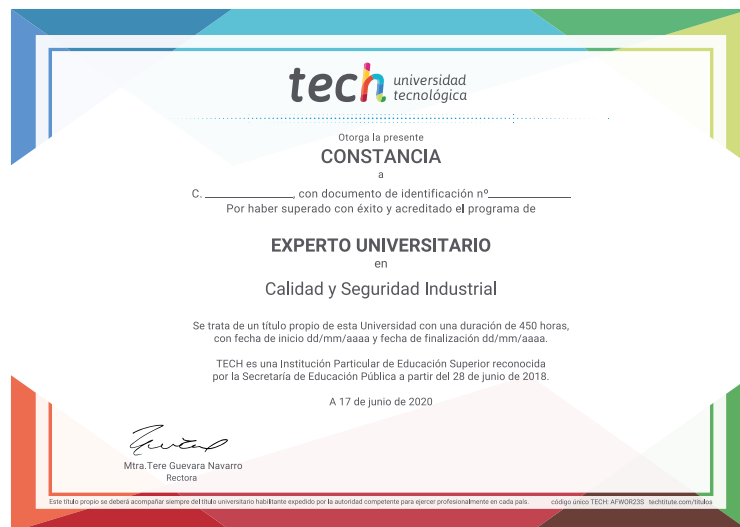 tech universidad
tecnológica
Otorga la presente
CONSTANCIA
a
C. ______________, con documento de identificación nº______________
Por haber superado con éxito y acreditado el programa de
EXPERTO UNIVERSITARIO
en
Calidad y Seguridad Industrial
Se trata de un título propio de esta Universidad con una duración de 450 horas,
con fecha de inicio dd/mm/aaaa y fecha de finalización dd/mm/aaaa.
TECH es una Institución Particular de Educación Superior reconocida
por la Secretaría de Educación Pública a partir del 28 de junio de 2018.
A 17 de junio de 2020
Mtra.Tere Guevara Navarro
Rectora
Este título propio se deberá acompañar siempre del título universitario habilitante expedido por la autoridad competente para ejercer profesionalmente en cada país. código único TECH: AFWOR23S techtitute.com/titulos